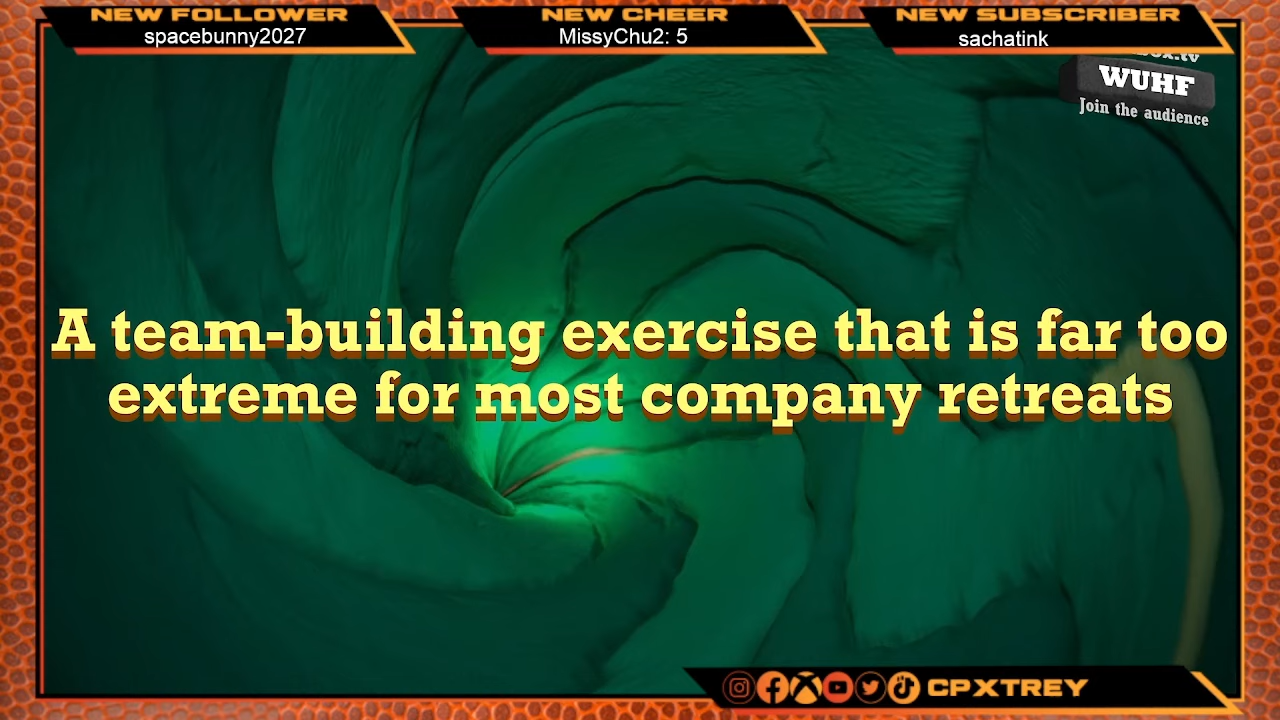 NEW FOLLOWER
spacebunny2027
NEW CHEER
MissyChu2: 5
NEW SUBSCRIBER
sachatink
WUHF
Join the audience
A team-building exercise that is far too
extreme for most company retreats
CPXTREY